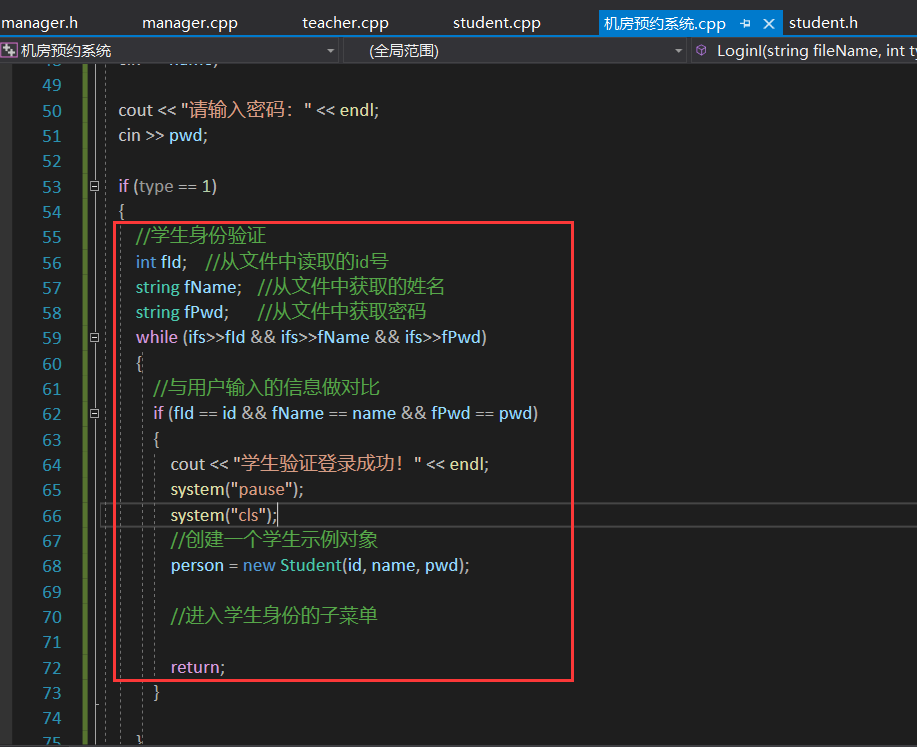 manager.h manager.cpp teacher.cpp student.cpp 机房预约系统.cpp student.h
机房预约系统 (全局范围) LoginI(string fileName, int
49
50 cout << "请输入密码：" << endl;
51 cin >> pwd;
52
53 if (type == 1)
54 {
55 //学生身份验证
56 int fId; //从文件中读取的id号
57 string fName; //从文件中获取的姓名
58 string fPwd; //从文件中获取密码
59 while (ifs>>fId && ifs>>fName && ifs>>fPwd)
60 {
61 //与用户输入的信息做对比
62 if (fId == id && fName == name && fPwd == pwd)
63 {
64 cout << "学生验证登录成功！" << endl;
65 system("pause");
66 system("cls");
67 //创建一个学生示例对象
68 person = new Student(id, name, pwd);
69
70 //进入学生身份的子菜单
71
72 return;
73 }
74
75 }